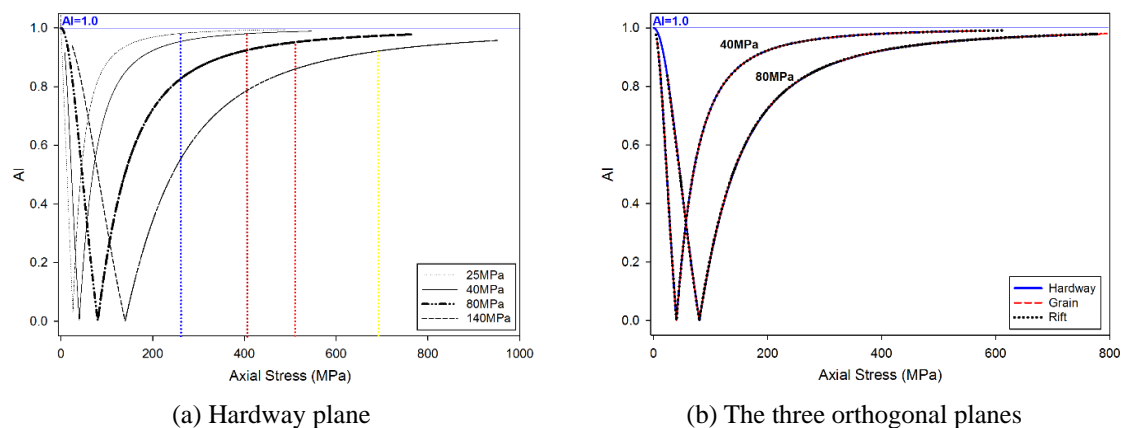 AI=1.0
1.0
0.8
0.6
0.4
0.2
0.0
AI
0 200 400 600 800 1000
Axial Stress (MPa)
25MPa
40MPa
80MPa
140MPa
(a) Hardway plane
AI=1.0
1.0
0.8
0.6
0.4
0.2
0.0
AI
40MPa
80MPa
0 200 400 600 800
Axial Stress (MPa)
Hardway
Grain
Rift
(b) The three orthogonal planes